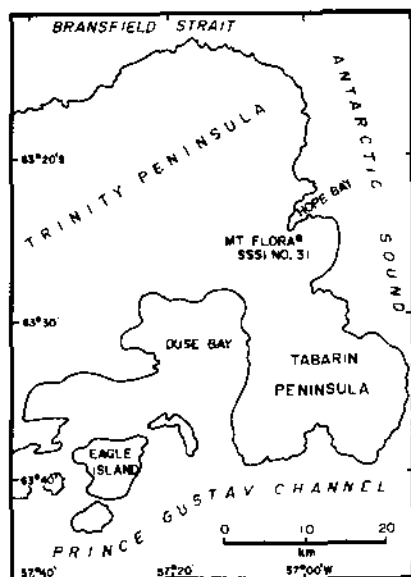 BRANSFIELD STRAIT
ANTARCTIC SOUND
63°20'S
TRINITY PENINSULA
HOPE BAY
MT FLORA
SSSI NO. 31
63°30'
DUSE BAY
TABARIN
PENINSULA
EAGLE
ISLAND
63°40'
PRINCE GUSTAV CHANNEL
0 10 20
km
57°40' 57°20' 57°00'W